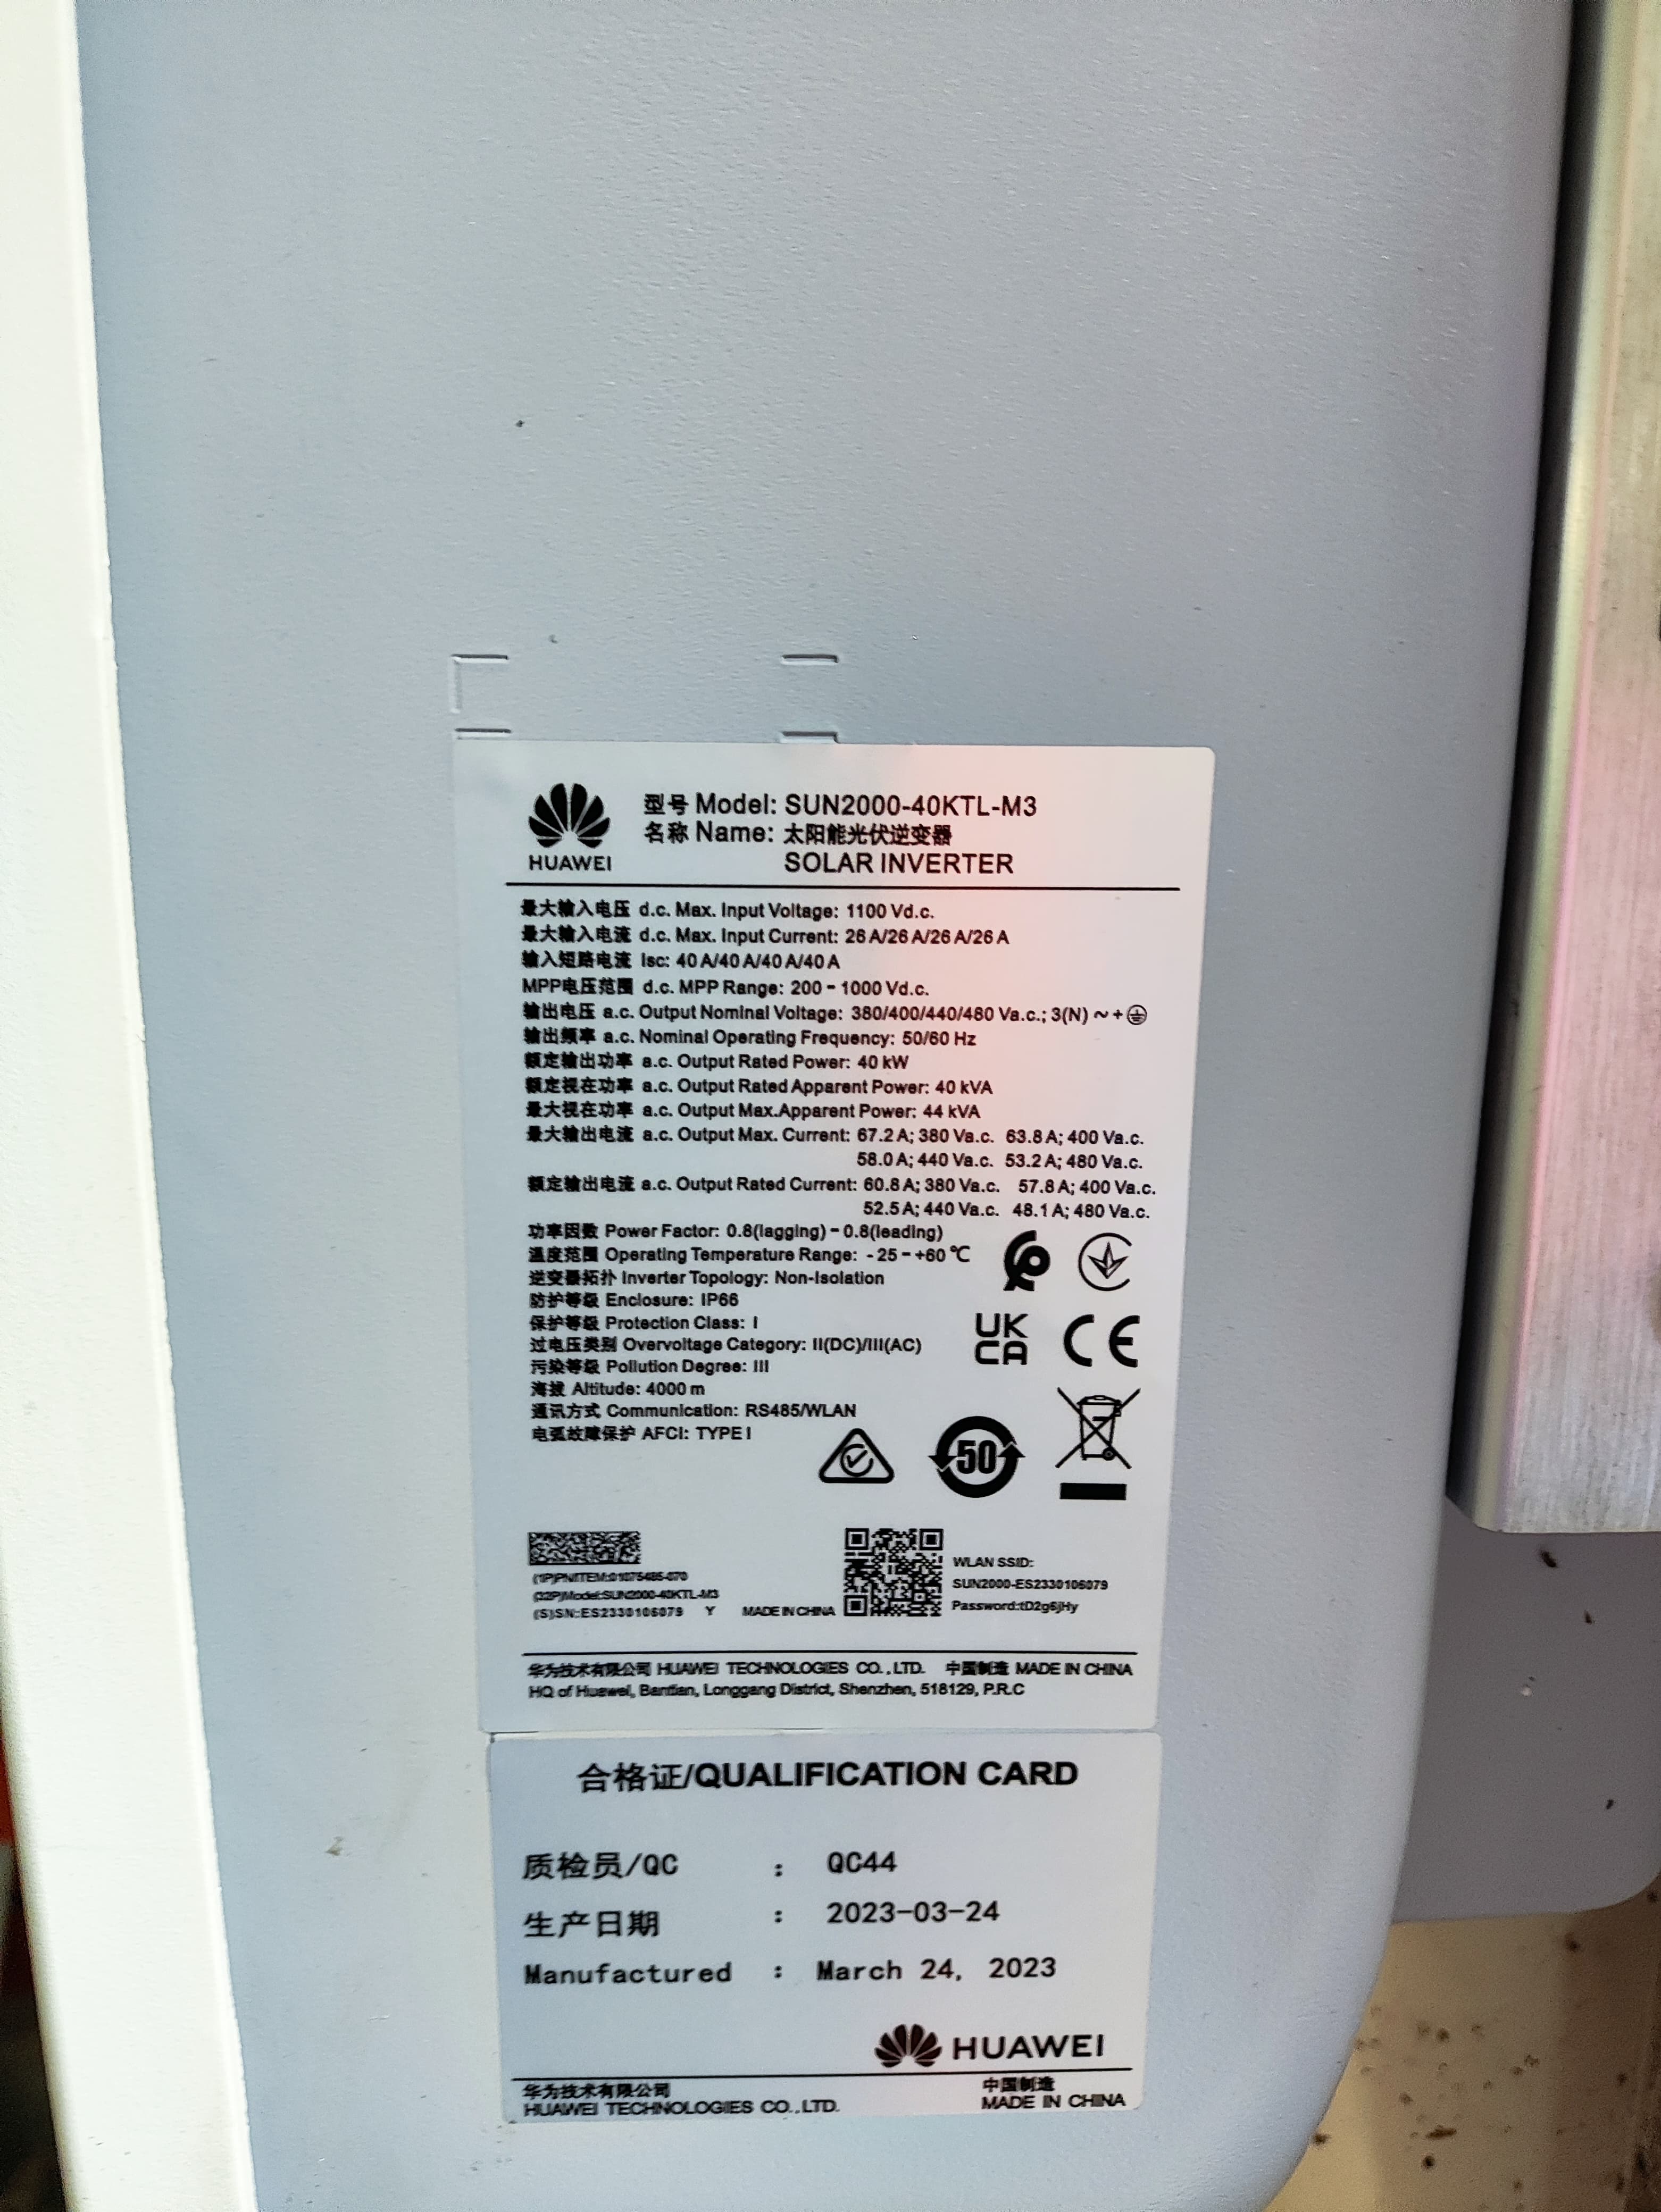 HUAWEI
型号 Model: SUN2000-40KTL-M3
名称 Name: 太阳能光伏逆变器
SOLAR INVERTER
最大输入电压 d.c. Max. Input Voltage: 1100 Vd.c.
最大输入电流 d.c. Max. Input Current: 26 A/26 A/26 A/26 A
输入短路电流 Isc: 40 A/40 A/40 A/40 A
MPP电压范围 d.c. MPP Range: 200 - 1000 Vd.c.
输出电压 a.c. Output Nominal Voltage: 380/400/440/480 Va.c.; 3(N) ~ +
输出频率 a.c. Nominal Operating Frequency: 50/60 Hz
额定输出功率 a.c. Output Rated Power: 40 kW
额定视在功率 a.c. Output Rated Apparent Power: 40 kVA
最大视在功率 a.c. Output Max.Apparent Power: 44 kVA
最大输出电流 a.c. Output Max. Current: 67.2 A; 380 Va.c. 63.8 A; 400 Va.c.
58.0 A; 440 Va.c. 53.2 A; 480 Va.c.
额定输出电流 a.c. Output Rated Current: 60.8 A; 380 Va.c. 57.8 A; 400 Va.c.
52.5 A; 440 Va.c. 48.1 A; 480 Va.c.
功率因数 Power Factor: 0.8(lagging) - 0.8(leading)
温度范围 Operating Temperature Range: - 25 - +60 ℃
逆变器拓扑 Inverter Topology: Non-Isolation
防护等级 Enclosure: IP66
保护等级 Protection Class: I
过电压类别 Overvoltage Category: II(DC)/III(AC)
污染等级 Pollution Degree: III
海拔 Altitude: 4000 m
通讯方式 Communication: RS485/WLAN
电弧故障保护 AFCI: TYPE I
UK
CA
CE
50
(1P)PN/ITEM:01075485-070
(32P)Model:SUN2000-40KTL-M3
(S)SN:ES2330106079 Y MADE IN CHINA
WLAN SSID:
SUN2000-ES2330106079
Password:tD2g6jHy
华为技术有限公司 HUAWEI TECHNOLOGIES CO.,LTD. 中国制造 MADE IN CHINA
HQ of Huawei, Bantian, Longgang District, Shenzhen, 518129, P.R.C
合格证/QUALIFICATION CARD
质检员/QC : QC44
生产日期 : 2023-03-24
Manufactured : March 24, 2023
HUAWEI
华为技术有限公司 中国制造
HUAWEI TECHNOLOGIES CO.,LTD. MADE IN CHINA